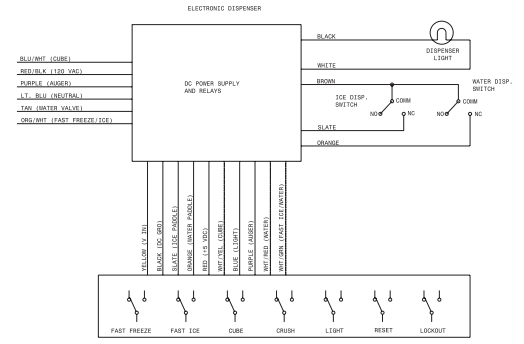 ELECTRONIC DISPENSER
BLACK
DISPENSER
LIGHT
WHITE
BLU/WHT (CUBE)
RED/BLK (120 VAC)
PURPLE (AUGER)
LT. BLU (NEUTRAL)
TAN (WATER VALVE)
ORG/WHT (FAST FREEZE/ICE)
DC POWER SUPPLY
AND RELAYS
BROWN
WATER DISP.
SWITCH
ICE DISP.
SWITCH
COMM
COMM
NO
NC
NO
NC
SLATE
ORANGE
YELLOW (V IN)
BLACK (DC GRD)
SLATE (ICE PADDLE)
ORANGE (WATER PADDLE)
RED (+5 VDC)
WHT/YEL (CUBE)
BLUE (LIGHT)
PURPLE (AUGER)
WHT/RED (WATER)
WHT/GRN (FAST ICE/WATER)
FAST FREEZE
FAST ICE
CUBE
CRUSH
LIGHT
RESET
LOCKOUT